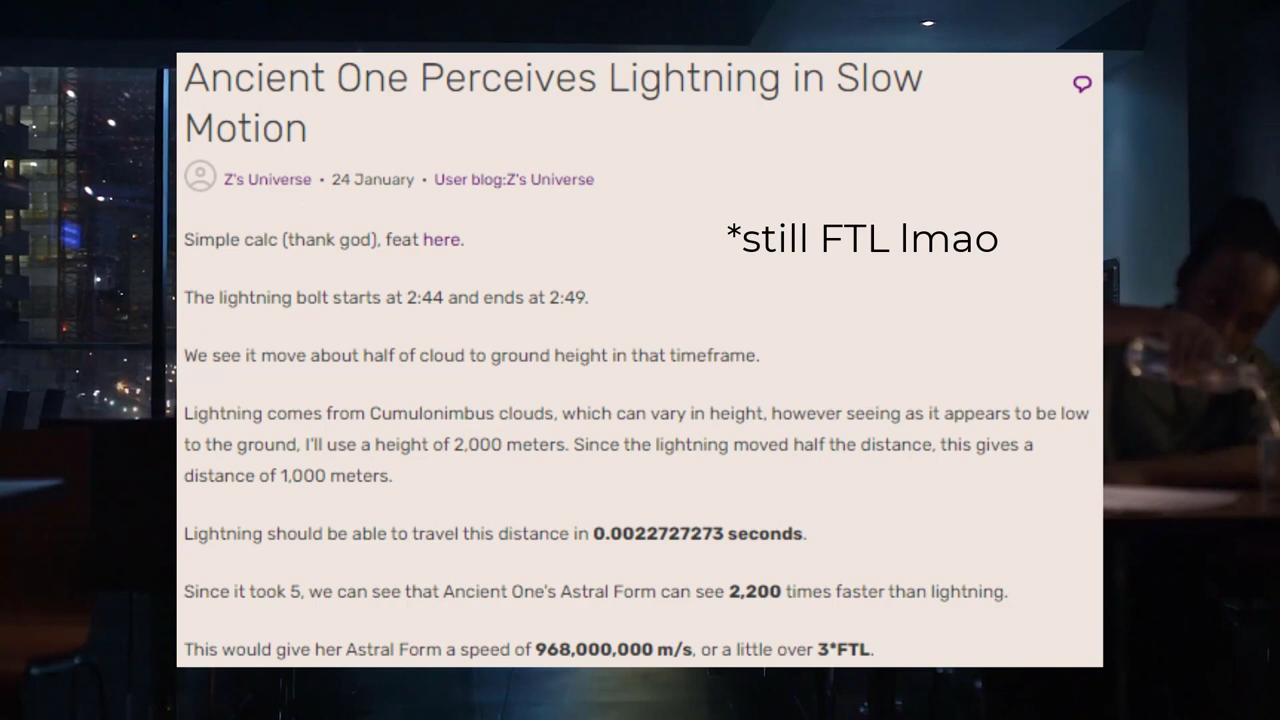 Ancient One Perceives Lightning in Slow
Motion
Z's Universe • 24 January • User blog:Z's Universe
Simple calc (thank god), feat here.
*still FTL lmao
The lightning bolt starts at 2:44 and ends at 2:49.
We see it move about half of cloud to ground height in that timeframe.
Lightning comes from Cumulonimbus clouds, which can vary in height, however seeing as it appears to be low
to the ground, I'll use a height of 2,000 meters. Since the lightning moved half the distance, this gives a
distance of 1,000 meters.
Lightning should be able to travel this distance in 0.0022727273 seconds.
Since it took 5, we can see that Ancient One's Astral Form can see 2,200 times faster than lightning.
This would give her Astral Form a speed of 968,000,000 m/s, or a little over 3*FTL.